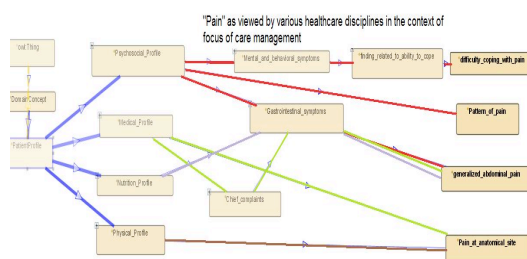 "Pain" as viewed by various healthcare disciplines in the context of
focus of care management
owl:Thing
Psychosocial_Profile
Mental_and_behavioral_symptoms
finding_related_to_ability_to_cope
difficulty_coping_with_pain
DomainConcept
Medical_Profile
Gastrointestinal_symptoms
Pattern_of_pain
PatientProfile
Nutrition_Profile
generalized_abdominal_pain
Chief_complaints
Physical_Profile
Pain_at_anatomical_site